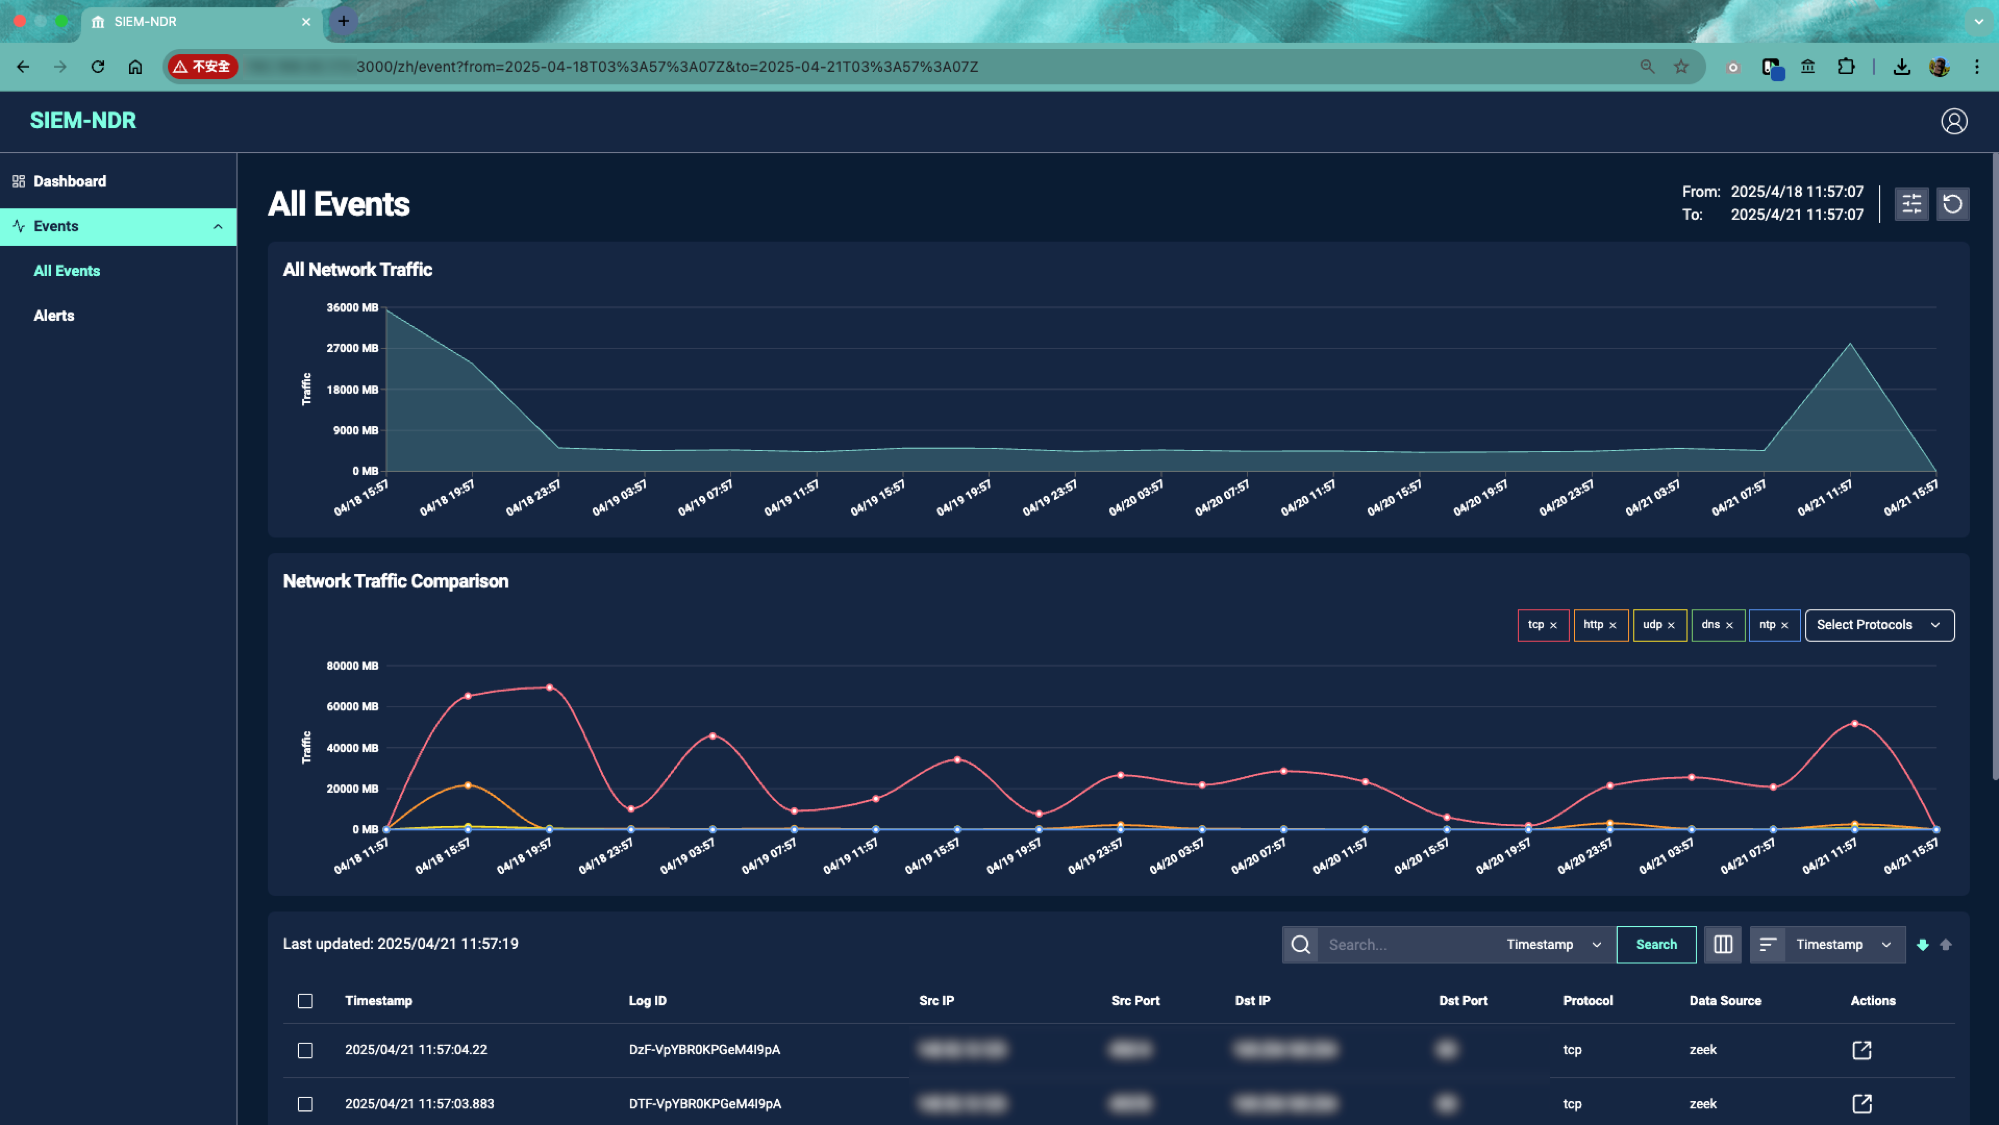 SIEM-NDR
不安全
3000/zh/event?from=2025-04-18T03%3A57%3A07Z&to=2025-04-21T03%3A57%3A07Z
SIEM-NDR
Dashboard
Events
All Events
Alerts
All Events
From: 2025/4/18 11:57:07
To: 2025/4/21 11:57:07
All Network Traffic
Traffic
36000 MB
27000 MB
18000 MB
9000 MB
0 MB
04/18 15:57 04/18 19:57 04/18 23:57 04/19 03:57 04/19 07:57 04/19 11:57 04/19 15:57 04/19 19:57 04/19 23:57 04/20 03:57 04/20 07:57 04/20 11:57 04/20 15:57 04/20 19:57 04/20 23:57 04/21 03:57 04/21 07:57 04/21 11:57 04/21 15:57
Network Traffic Comparison
tcp × http × udp × dns × ntp × Select Protocols
Traffic
80000 MB
60000 MB
40000 MB
20000 MB
0 MB
04/18 11:57 04/18 15:57 04/18 19:57 04/18 23:57 04/19 03:57 04/19 07:57 04/19 11:57 04/19 15:57 04/19 19:57 04/19 23:57 04/20 03:57 04/20 07:57 04/20 11:57 04/20 15:57 04/20 19:57 04/20 23:57 04/21 03:57 04/21 07:57 04/21 11:57 04/21 15:57
Last updated: 2025/04/21 11:57:19
Search... Timestamp Search Timestamp
Timestamp Log ID Src IP Src Port Dst IP Dst Port Protocol Data Source Actions
2025/04/21 11:57:04.22 DzF-VpYBR0KPGeM4I9pA tcp zeek
2025/04/21 11:57:03.883 DTF-VpYBR0KPGeM4I9pA tcp zeek